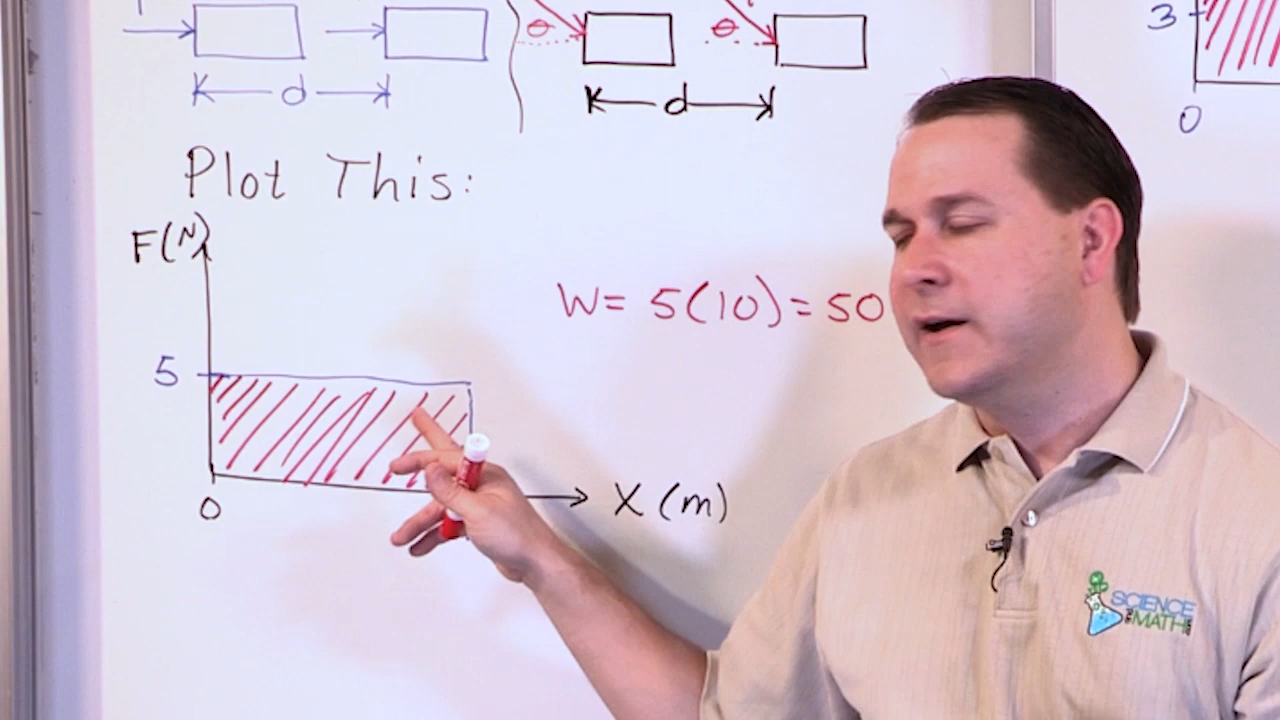 θ θ
d d
3
0
Plot This:
F(N)
W= 5(10)=50
5
0
X (m)
SCIENCE
MATH